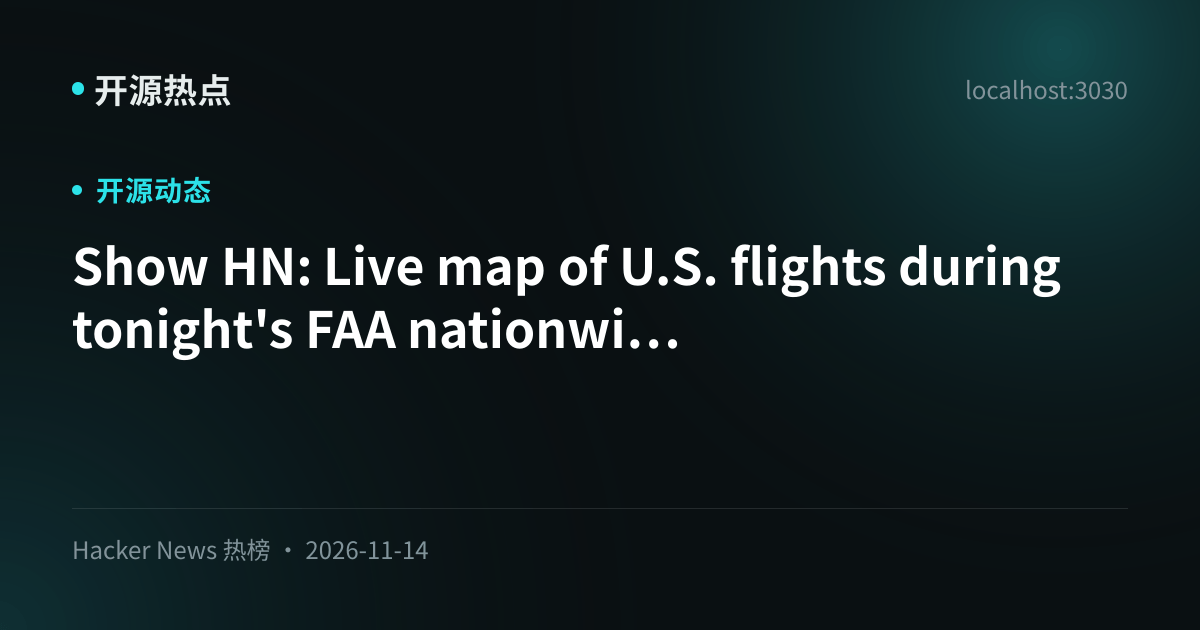 开源热点
localhost:3030
开源动态
Show HN: Live map of U.S. flights during
tonight's FAA nationwi…
Hacker News 热榜 · 2026-11-14